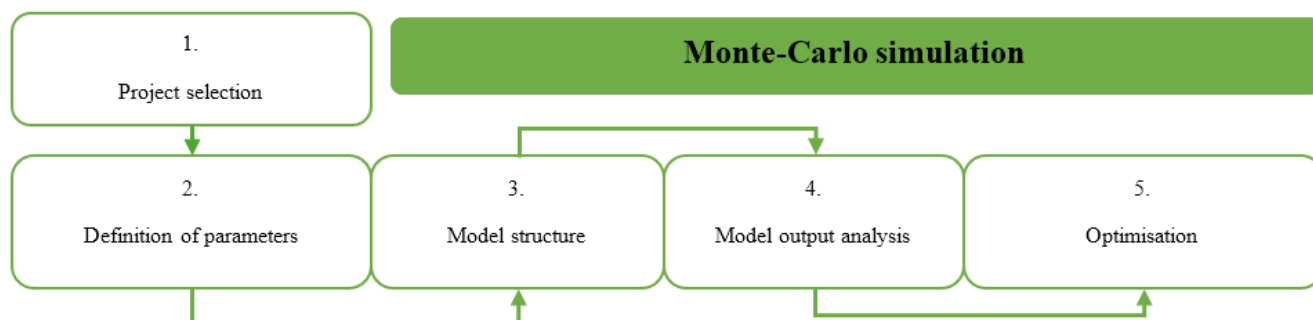 1.
Project selection
Monte-Carlo simulation
2.
Definition of parameters
3.
Model structure
4.
Model output analysis
5.
Optimisation